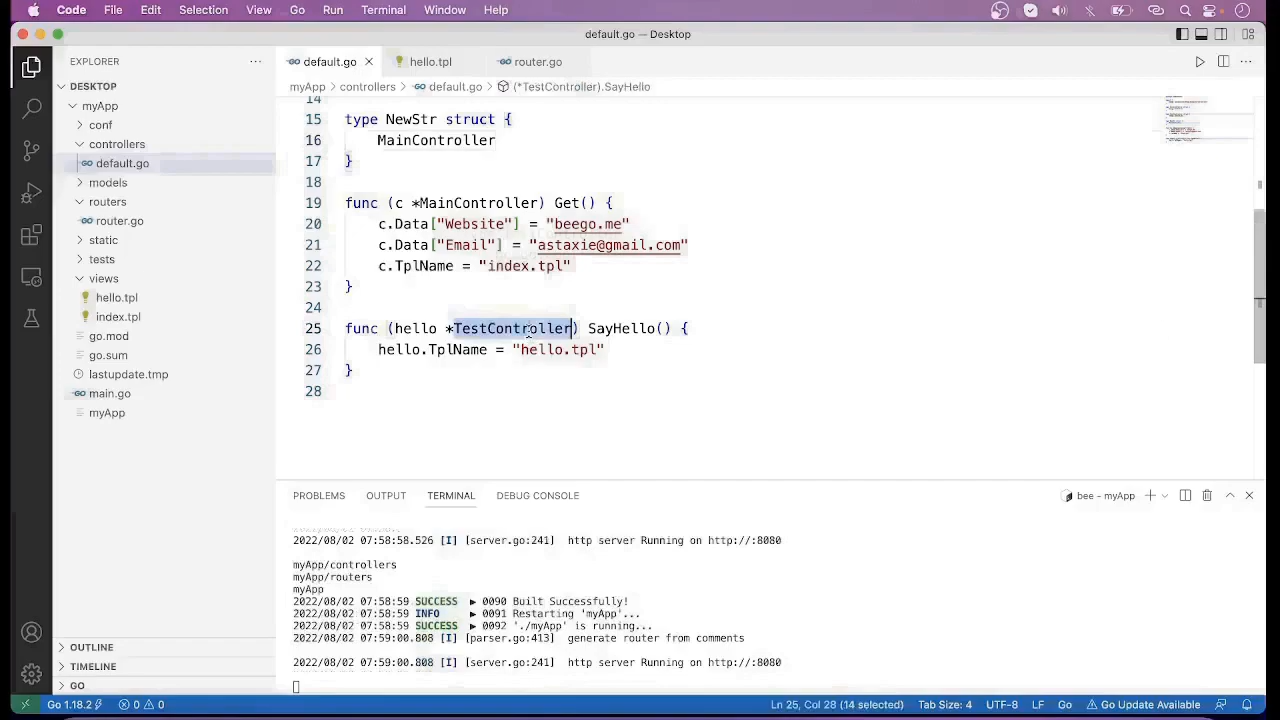 Code File Edit Selection View Go Run Terminal Window Help
default.go — Desktop
EXPLORER
default.go
hello.tpl
router.go
DESKTOP
myApp > controllers > default.go > (*TestController).SayHello
myApp
conf
controllers
default.go
models
routers
router.go
static
tests
views
hello.tpl
index.tpl
go.mod
go.sum
lastupdate.tmp
main.go
myApp
OUTLINE
TIMELINE
GO
14
15 type NewStr struct {
16 MainController
17 }
18
19 func (c *MainController) Get() {
20 c.Data["Website"] = "beego.me"
21 c.Data["Email"] = "astaxie@gmail.com"
22 c.TplName = "index.tpl"
23 }
24
25 func (hello *TestController) SayHello() {
26 hello.TplName = "hello.tpl"
27 }
28
PROBLEMS OUTPUT TERMINAL DEBUG CONSOLE
bee - myApp
2022/08/02 07:58:58.526 [I] [server.go:241] http server Running on http://:8080
myApp/controllers
myApp/routers
myApp
2022/08/02 07:58:59 SUCCESS ▶ 0090 Built Successfully!
2022/08/02 07:58:59 INFO ▶ 0091 Restarting 'myApp'...
2022/08/02 07:58:59 SUCCESS ▶ 0092 './myApp' is running...
2022/08/02 07:59:00.808 [I] [parser.go:413] generate router from comments
2022/08/02 07:59:00.808 [I] [server.go:241] http server Running on http://:8080
Go 1.18.2 0 0 Ln 25, Col 28 (14 selected) Tab Size: 4 UTF-8 LF Go Go Update Available